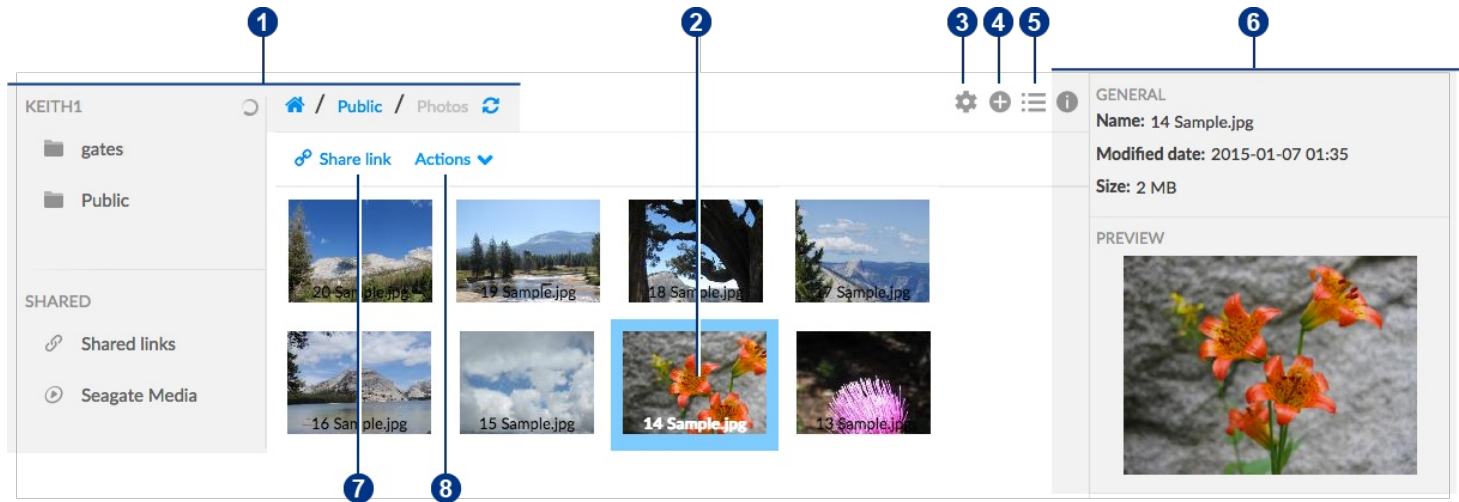 1 2 3 4 5 6
KEITH1
gates
Public
SHARED
Shared links
Seagate Media
/ Public / Photos
Share link Actions
20 Sample.jpg 19 Sample.jpg 18 Sample.jpg 17 Sample.jpg
16 Sample.jpg 15 Sample.jpg 14 Sample.jpg 13 Sample.jpg
GENERAL
Name: 14 Sample.jpg
Modified date: 2015-01-07 01:35
Size: 2 MB
PREVIEW
7 8